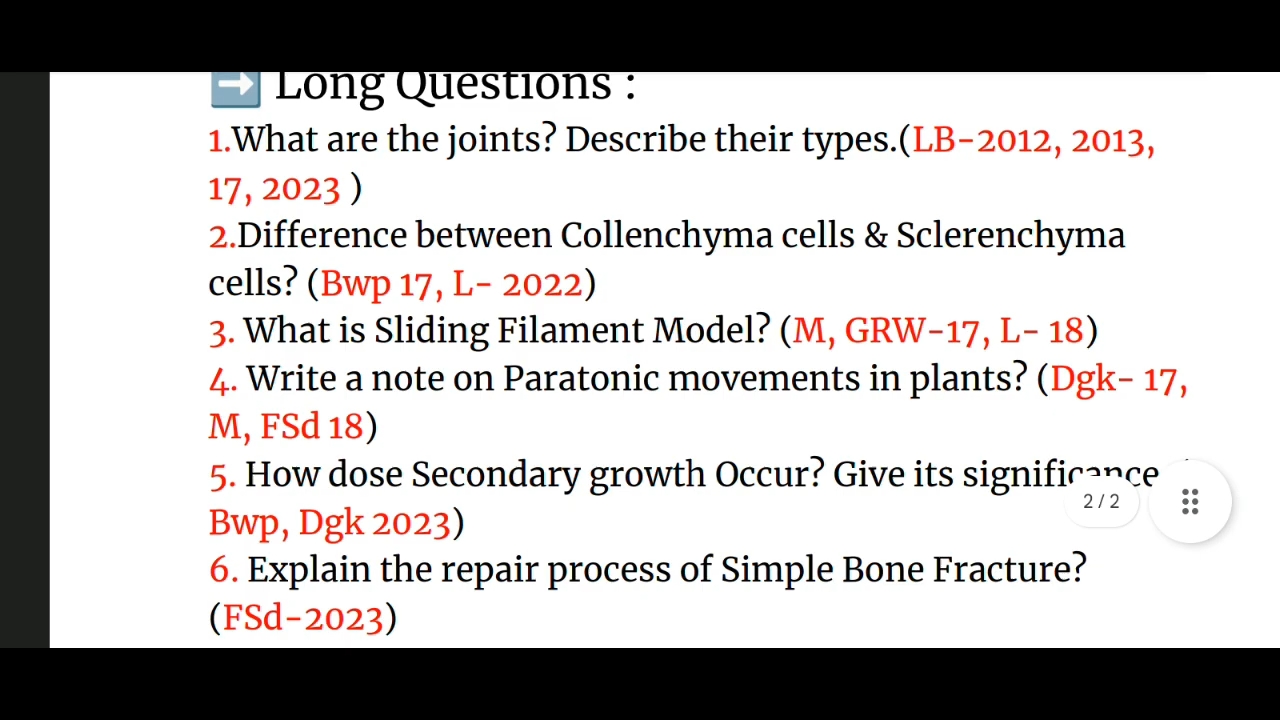 ➡️ Long Questions :
1.What are the joints? Describe their types.(LB-2012, 2013,
17, 2023 )
2.Difference between Collenchyma cells & Sclerenchyma
cells? (Bwp 17, L- 2022)
3. What is Sliding Filament Model? (M, GRW-17, L- 18)
4. Write a note on Paratonic movements in plants? (Dgk- 17,
M, FSd 18)
5. How dose Secondary growth Occur? Give its significance. (
2 / 2
Bwp, Dgk 2023)
6. Explain the repair process of Simple Bone Fracture?
(FSd-2023)